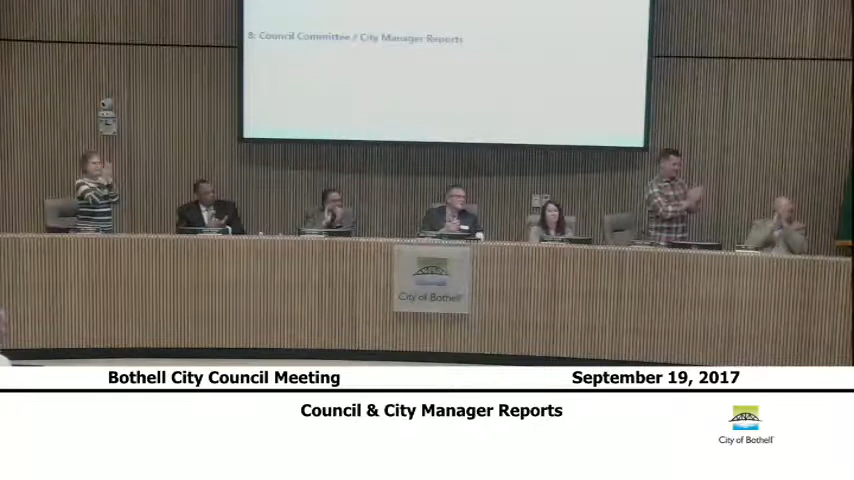 8: Council Committee / City Manager Reports
City of Bothell
Bothell City Council Meeting
September 19, 2017
Council & City Manager Reports
City of Bothell